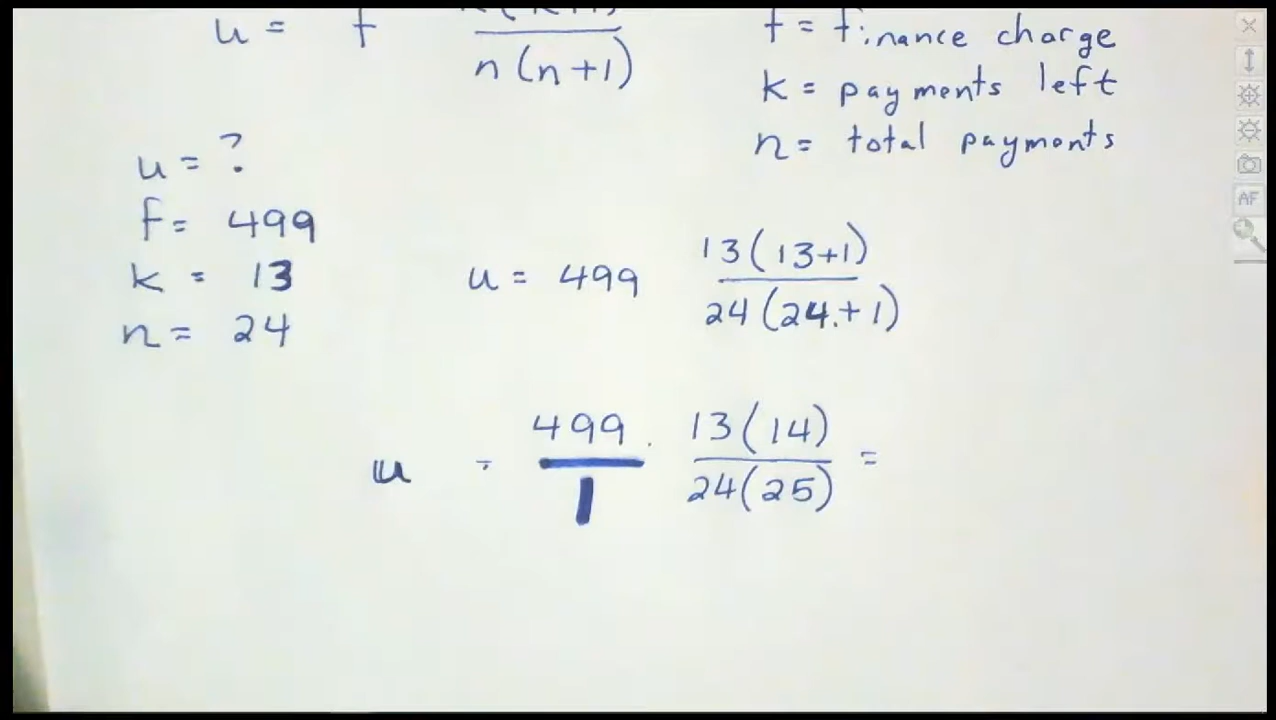 u = f n(n+1)
f = finance charge
k = payments left
n = total payments
u = ?
f = 499
k = 13
n = 24
u = 499 13(13+1)
24(24.+1)
u = 499 . 13(14) =
1 24(25)
AF